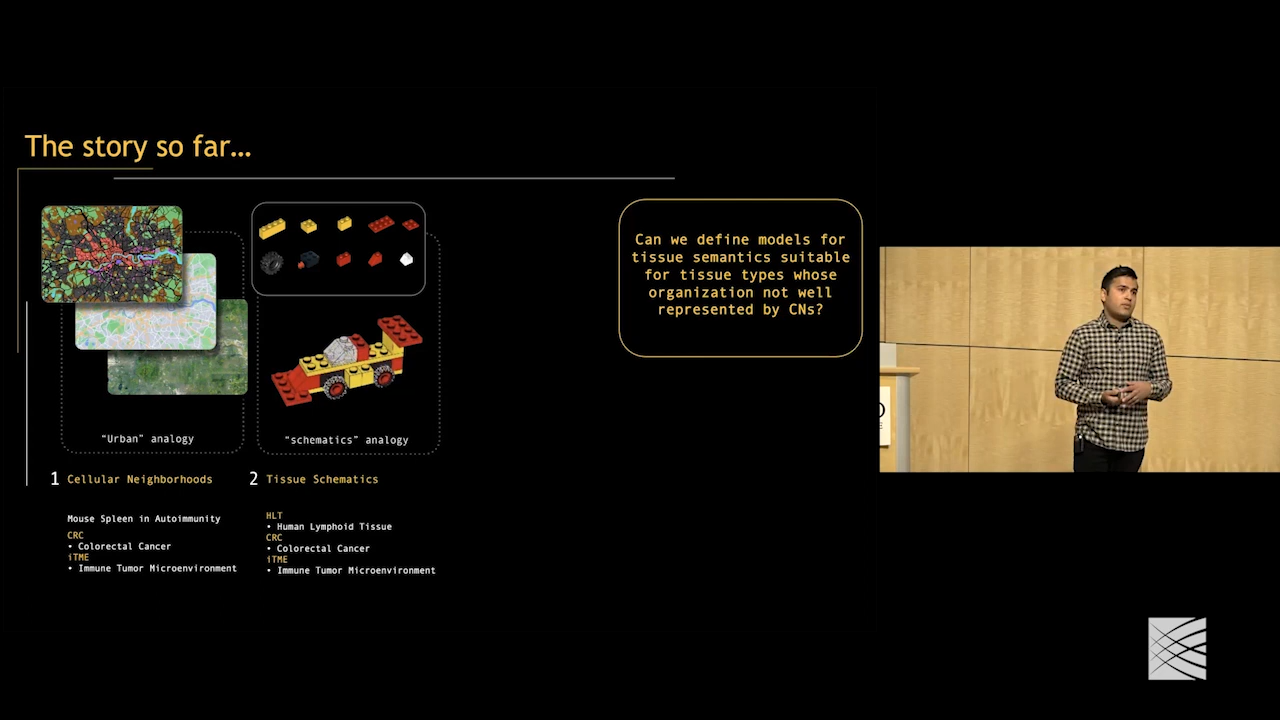 The story so far…
"Urban" analogy
"schematics" analogy
1 Cellular Neighborhoods
2 Tissue Schematics
Mouse Spleen in Autoimmunity
CRC
• Colorectal Cancer
iTME
• Immune Tumor Microenvironment
HLT
• Human Lymphoid Tissue
CRC
• Colorectal Cancer
iTME
• Immune Tumor Microenvironment
Can we define models for
tissue semantics suitable
for tissue types whose
organization not well
represented by CNs?